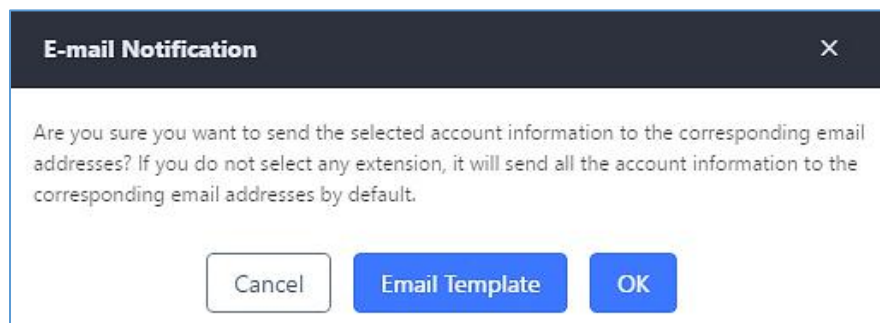 E-mail Notification ×
Are you sure you want to send the selected account information to the corresponding email
addresses? If you do not select any extension, it will send all the account information to the
corresponding email addresses by default.
Cancel Email Template OK